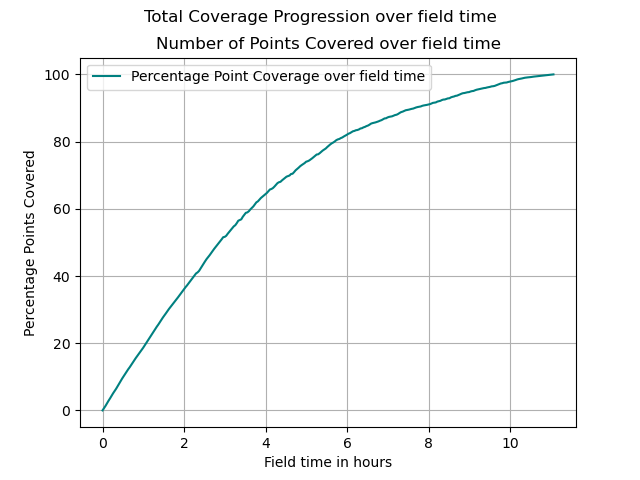 Total Coverage Progression over field time
Number of Points Covered over field time
Percentage Point Coverage over field time
Percentage Points Covered
100
80
60
40
20
0
0 2 4 6 8 10
Field time in hours